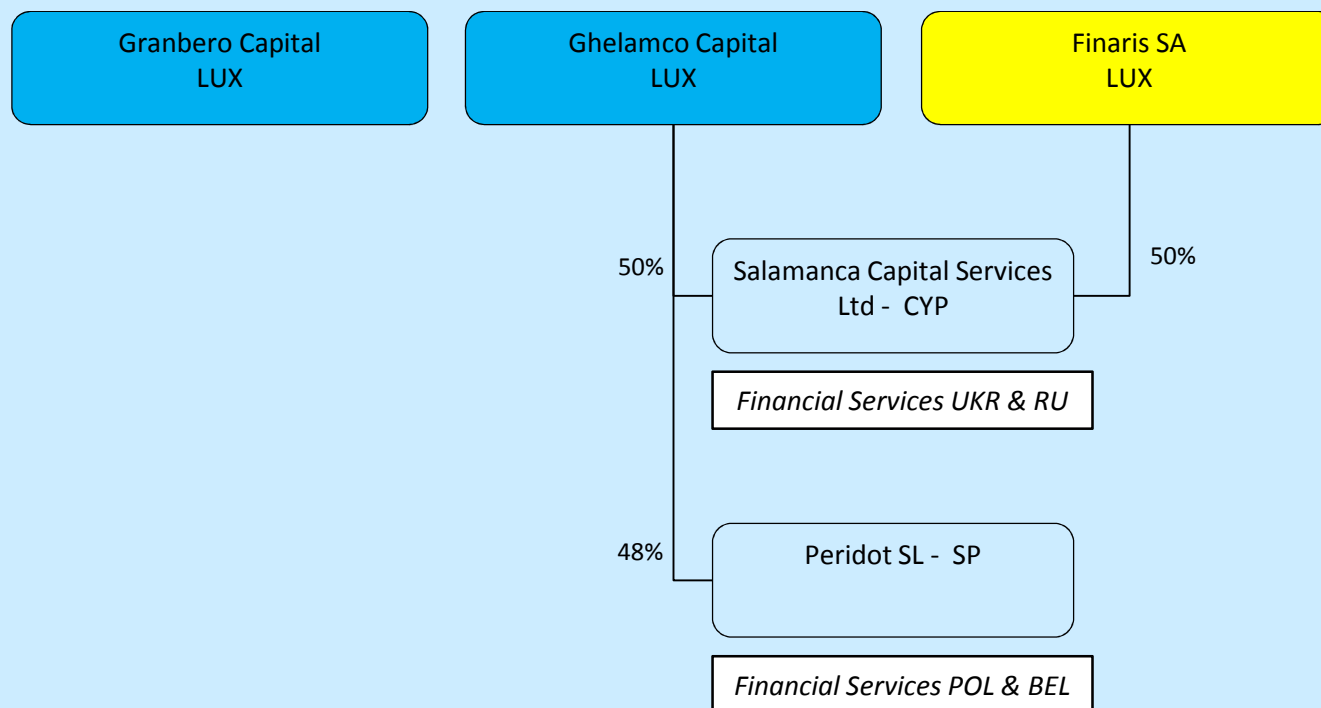 Granbero Capital
LUX
Ghelamco Capital
LUX
Finaris SA
LUX
50%
Salamanca Capital Services
Ltd -  CYP
50%
Financial Services UKR & RU
48%
Peridot SL -  SP
Financial Services POL & BEL